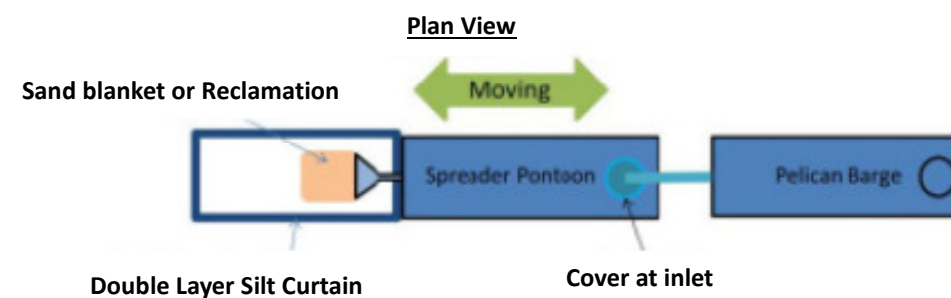 Plan View
Sand blanket or Reclamation
Moving
Spreader Pontoon
Pelican Barge
Double Layer Silt Curtain
Cover at inlet